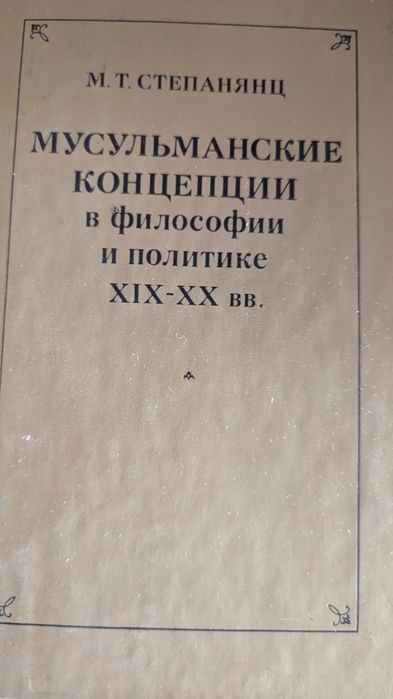 М. Т. СТЕПАНЯНЦ
МУСУЛЬМАНСКИЕ
КОНЦЕПЦИИ
в философии
и политике
XIX-XX вв.